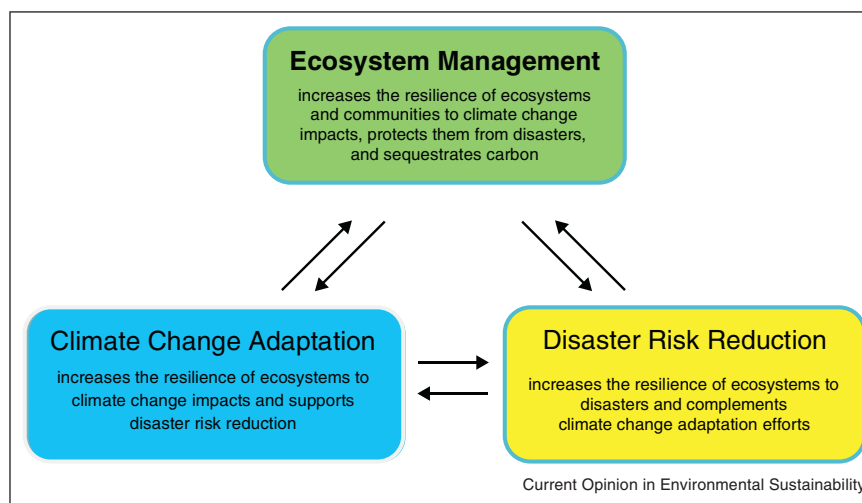 Ecosystem Management
increases the resilience of ecosystems
and communities to climate change
impacts, protects them from disasters,
and sequestrates carbon
Climate Change Adaptation
increases the resilience of ecosystems to
climate change impacts and supports
disaster risk reduction
Disaster Risk Reduction
increases the resilience of ecosystems to
disasters and complements
climate change adaptation efforts
Current Opinion in Environmental Sustainability